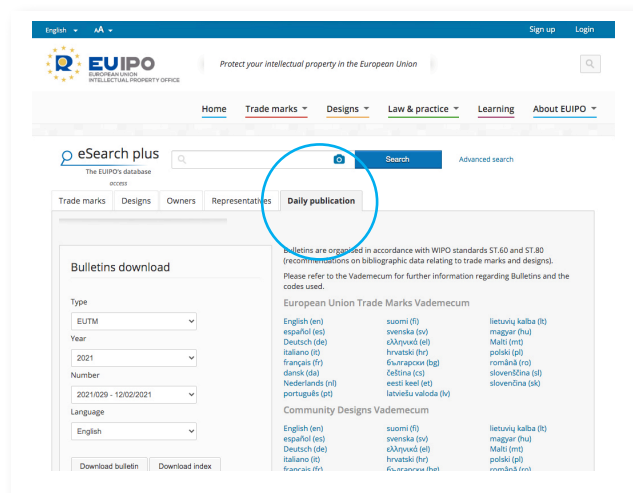 English AA Sign up Login
EUIPO
EUROPEAN UNION
INTELLECTUAL PROPERTY OFFICE
Protect your intellectual property in the European Union
Home Trade marks Designs Law & practice Learning About EUIPO
eSearch plus
The EUIPO's database
access
Search Advanced search
Trade marks Designs Owners Representatives Daily publication
Bulletins download
Type
EUTM
Year
2021
Number
2021/029 - 12/02/2021
Language
English
Download bulletin Download index
Bulletins are organised in accordance with WIPO standards ST.60 and ST.80
(recommendations on bibliographic data relating to trade marks and designs).
Please refer to the Vademecum for further information regarding Bulletins and the
codes used.
European Union Trade Marks Vademecum
English (en) suomi (fi) lietuvių kalba (lt)
español (es) svenska (sv) magyar (hu)
Deutsch (de) ελληνικά (el) Malti (mt)
italiano (it) hrvatski (hr) polski (pl)
français (fr) български (bg) română (ro)
dansk (da) čeština (cs) slovenščina (sl)
Nederlands (nl) eesti keel (et) slovenčina (sk)
português (pt) latviešu valoda (lv)
Community Designs Vademecum
English (en) suomi (fi) lietuvių kalba (lt)
español (es) svenska (sv) magyar (hu)
Deutsch (de) ελληνικά (el) Malti (mt)
italiano (it) hrvatski (hr) polski (pl)
français (fr) български (bg) română (ro)